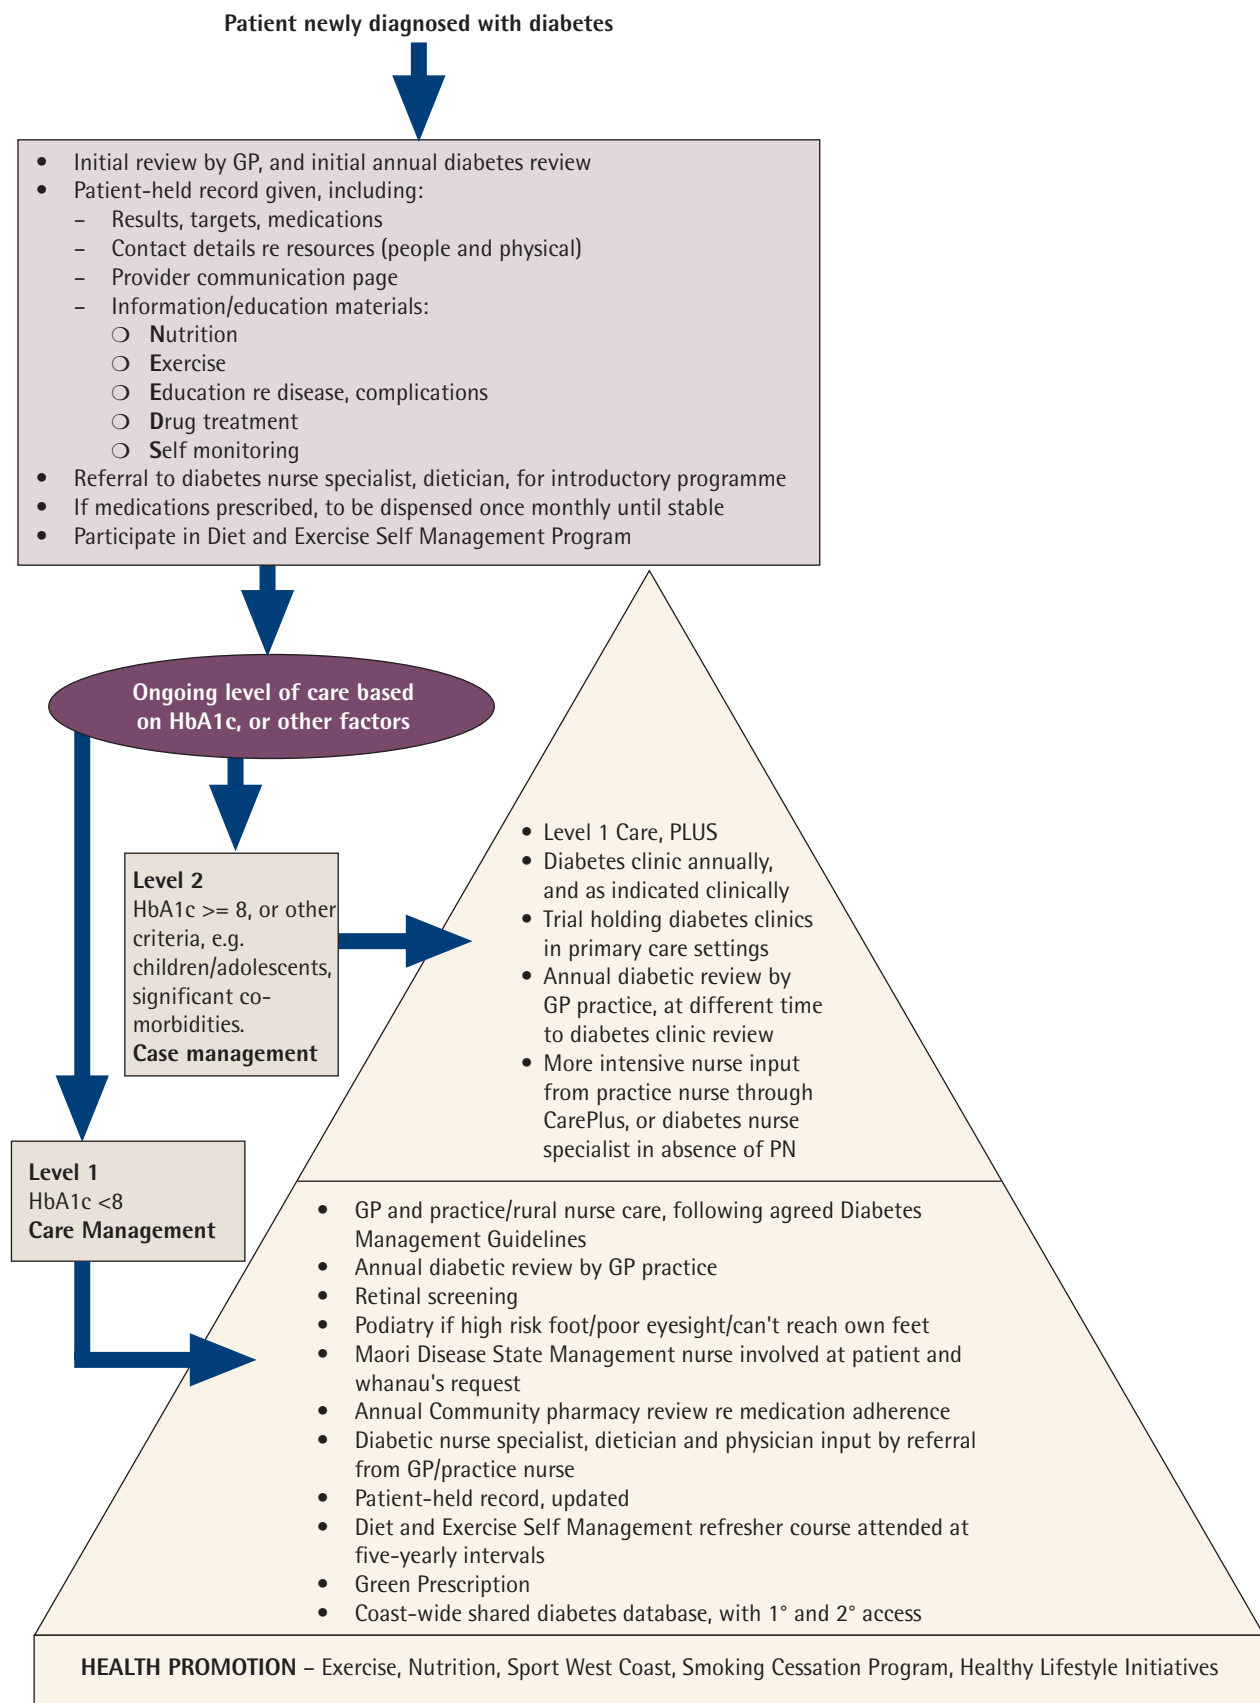 Patient newly diagnosed with diabetes
• Initial review by GP, and initial annual diabetes review
• Patient-held record given, including:
– Results, targets, medications
– Contact details re resources (people and physical)
– Provider communication page
– Information/education materials:
❍ Nutrition
❍ Exercise
❍ Education re disease, complications
❍ Drug treatment
❍ Self monitoring
• Referral to diabetes nurse specialist, dietician, for introductory programme
• If medications prescribed, to be dispensed once monthly until stable
• Participate in Diet and Exercise Self Management Program
Ongoing level of care based
on HbA1c, or other factors
Level 2
HbA1c >= 8, or other
criteria, e.g.
children/adolescents,
significant co-
morbidities.
Case management
• Level 1 Care, PLUS
• Diabetes clinic annually,
and as indicated clinically
• Trial holding diabetes clinics
in primary care settings
• Annual diabetic review by
GP practice, at different time
to diabetes clinic review
• More intensive nurse input
from practice nurse through
CarePlus, or diabetes nurse
specialist in absence of PN
Level 1
HbA1c <8
Care Management
• GP and practice/rural nurse care, following agreed Diabetes
Management Guidelines
• Annual diabetic review by GP practice
• Retinal screening
• Podiatry if high risk foot/poor eyesight/can't reach own feet
• Maori Disease State Management nurse involved at patient and
whanau's request
• Annual Community pharmacy review re medication adherence
• Diabetic nurse specialist, dietician and physician input by referral
from GP/practice nurse
• Patient-held record, updated
• Diet and Exercise Self Management refresher course attended at
five-yearly intervals
• Green Prescription
• Coast-wide shared diabetes database, with 1° and 2° access
HEALTH PROMOTION – Exercise, Nutrition, Sport West Coast, Smoking Cessation Program, Healthy Lifestyle Initiatives